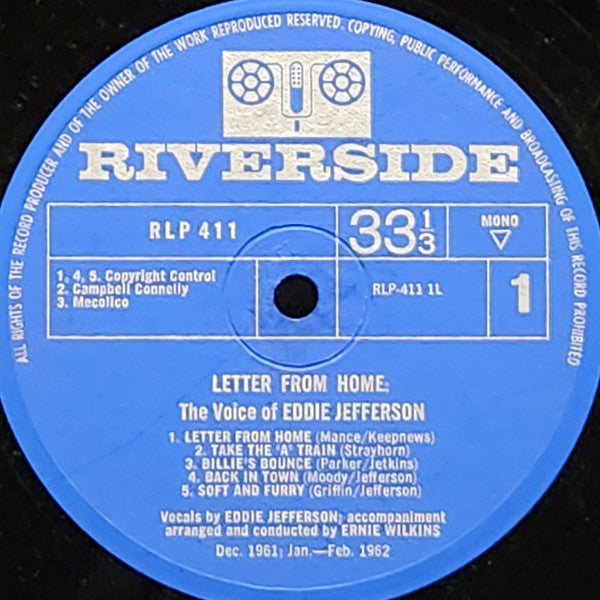 ALL RIGHTS OF THE RECORD PRODUCER AND OF THE OWNER OF THE WORK REPRODUCED RESERVED. COPYING, PUBLIC PERFORMANCE AND BROADCASTING OF THIS RECORD PROHIBITED
RIVERSIDE
RLP 411
33 1/3
MONO
1, 4, 5. Copyright Control
2. Campbell Connelly
3. Mecolico
RLP-411 1L
1
LETTER FROM HOME:
The Voice of EDDIE JEFFERSON
1. LETTER FROM HOME (Mance/Keepnews)
2. TAKE THE 'A' TRAIN (Strayhorn)
3. BILLIE'S BOUNCE (Parker/Jetkins)
4. BACK IN TOWN (Moody/Jefferson)
5. SOFT AND FURRY (Griffin/Jefferson)
Vocals by EDDIE JEFFERSON; accompaniment
arranged and conducted by ERNIE WILKINS
Dec. 1961; Jan.—Feb. 1962